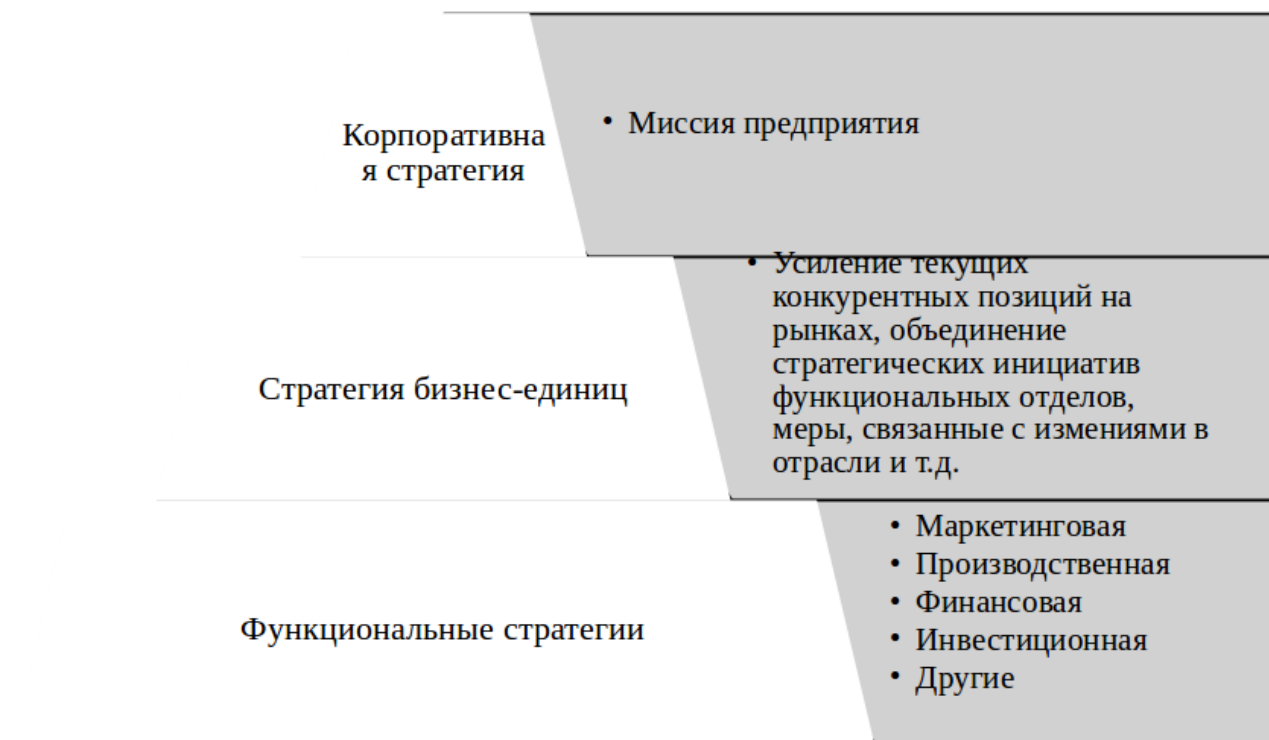 Корпоративна
я стратегия
• Миссия предприятия
Стратегия бизнес-единиц
• Усиление текущих
конкурентных позиций на
рынках, объединение
стратегических инициатив
функциональных отделов,
меры, связанные с измениями в
отрасли и т.д.
Функциональные стратегии
• Маркетинговая
• Производственная
• Финансовая
• Инвестиционная
• Другие